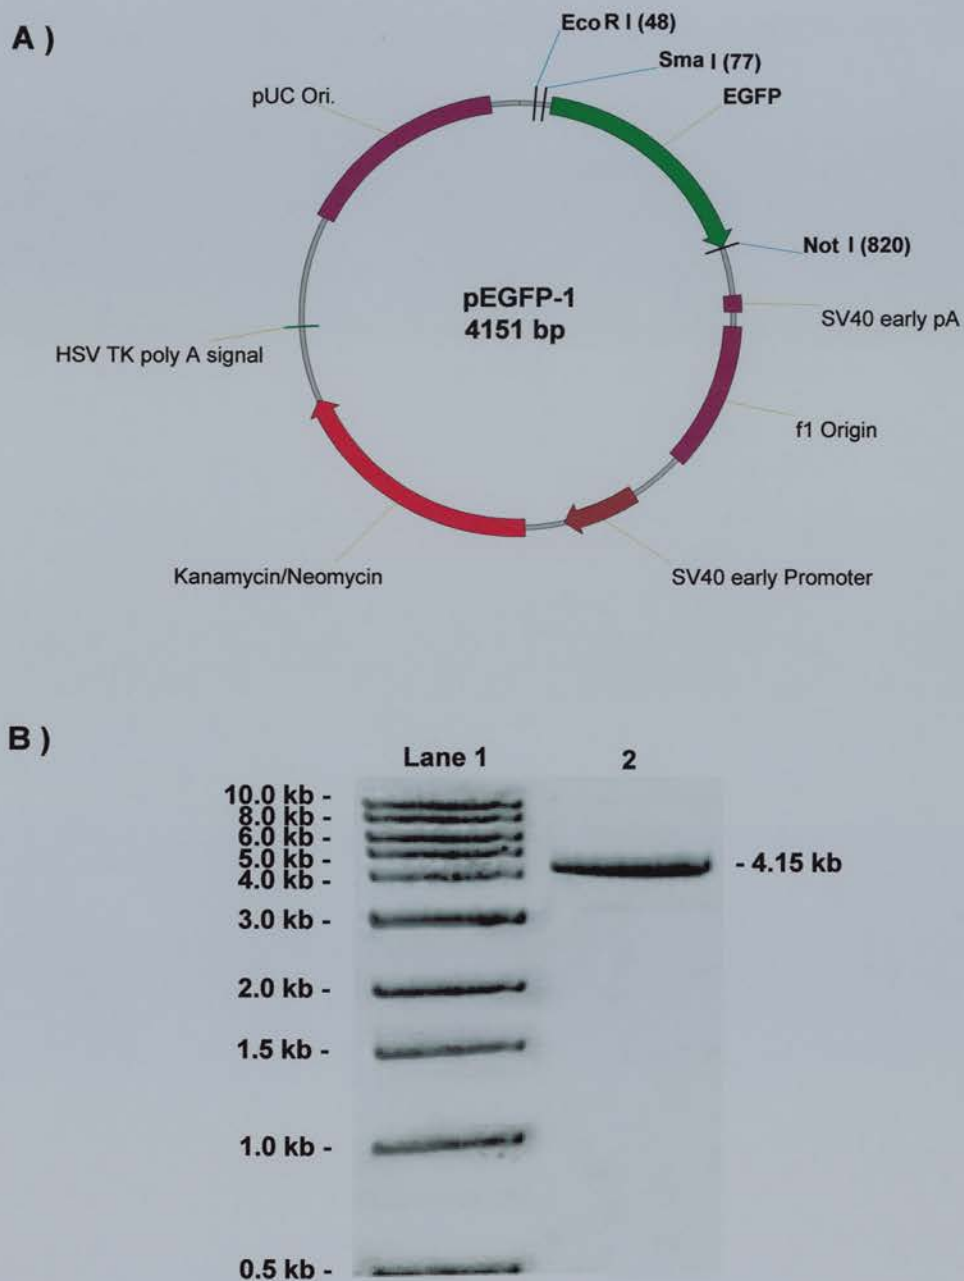 A )
Eco R I (48)
Sma I (77)
pUC Ori.
EGFP
Not I (820)
pEGFP-1
4151 bp
SV40 early pA
HSV TK poly A signal
f1 Origin
Kanamycin/Neomycin
SV40 early Promoter
B )
Lane 1 2
10.0 kb -
8.0 kb -
6.0 kb -
5.0 kb -
4.0 kb -
- 4.15 kb
3.0 kb -
2.0 kb -
1.5 kb -
1.0 kb -
0.5 kb -